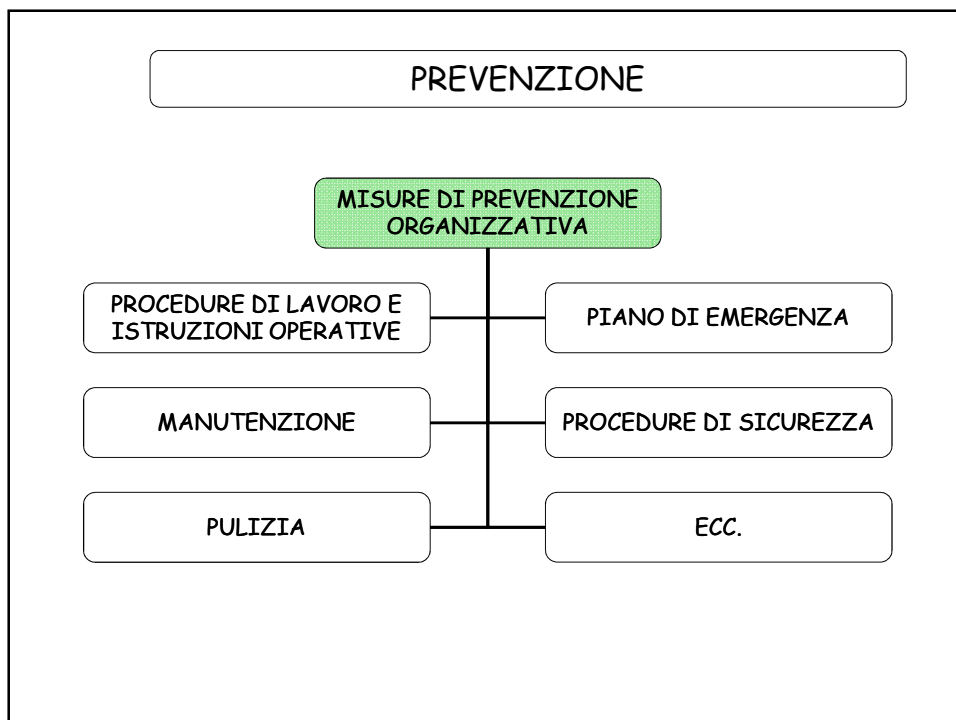 PREVENZIONE
MISURE DI PREVENZIONE
ORGANIZZATIVA
PROCEDURE DI LAVORO E
ISTRUZIONI OPERATIVE
PIANO DI EMERGENZA
MANUTENZIONE
PROCEDURE DI SICUREZZA
PULIZIA
ECC.